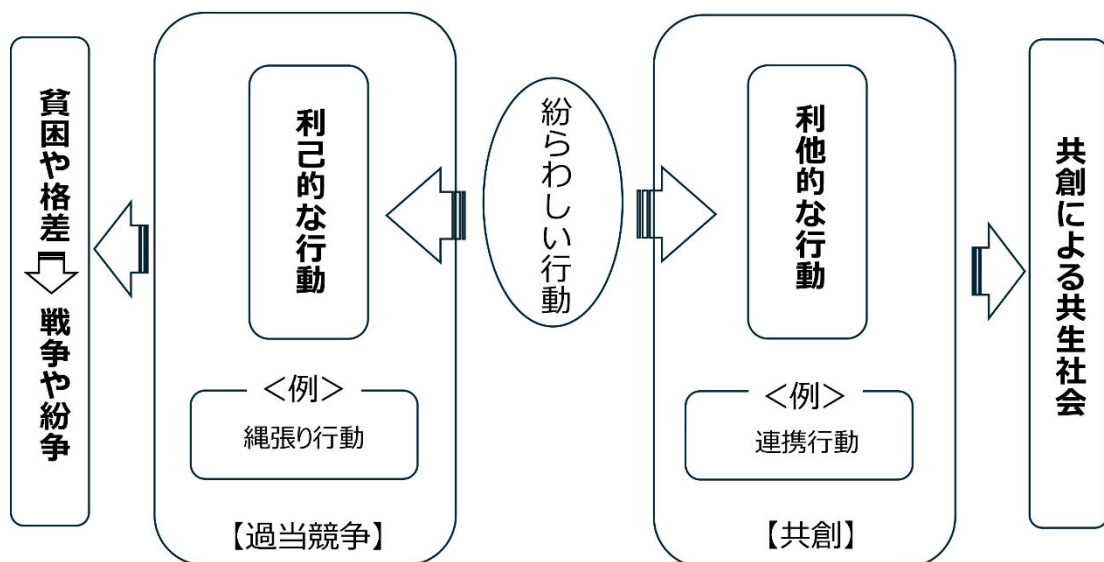 貧困や格差
戦争や紛争
利己的な行動
＜例＞
縄張り行動
【過当競争】
紛らわしい行動
利他的な行動
＜例＞
連携行動
【共創】
共創による共生社会